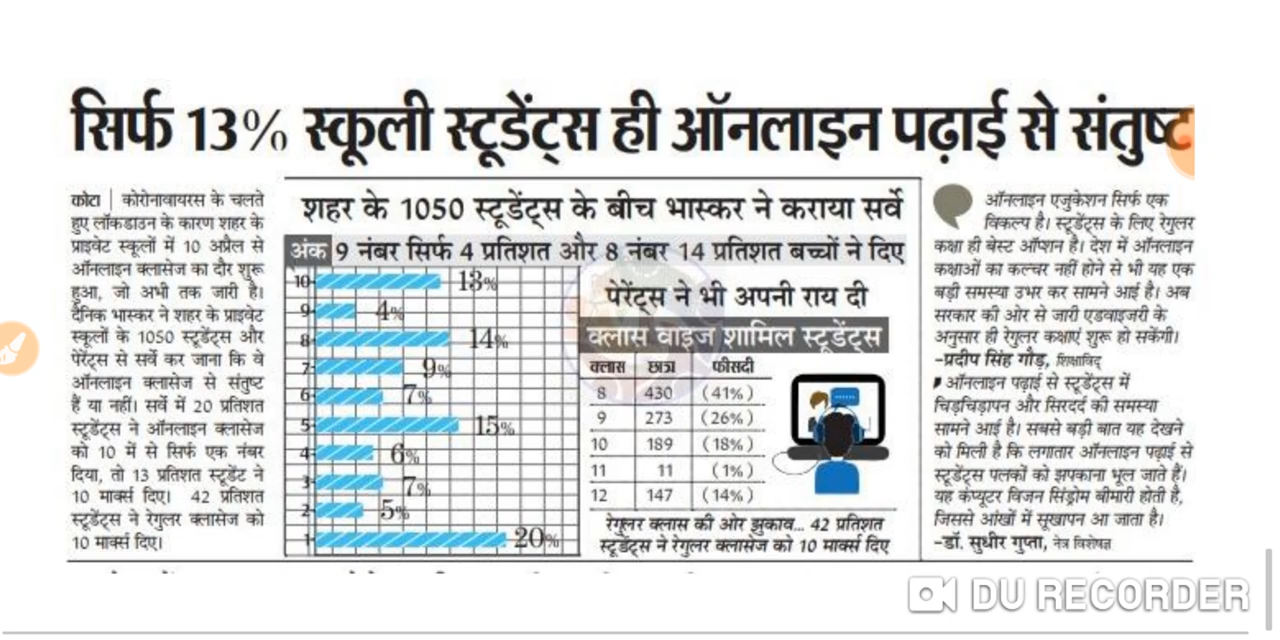 सिर्फ 13% स्कूली स्टूडेंट्स ही ऑनलाइन पढ़ाई से संतुष्ट
कोटा | कोरोनावायरस के चलते
हुए लॉकडाउन के कारण शहर के
प्राइवेट स्कूलों में 10 अप्रैल से
ऑनलाइन क्लासेज का दौर शुरू
हुआ, जो अभी तक जारी है।
दैनिक भास्कर ने शहर के प्राइवेट
स्कूलों के 1050 स्टूडेंट्स और
पेरेंट्स से सर्वे कर जाना कि वे
ऑनलाइन क्लासेज से संतुष्ट
हैं या नहीं। सर्वे में 20 प्रतिशत
स्टूडेंट्स ने ऑनलाइन क्लासेज
को 10 में से सिर्फ एक नंबर
दिया, तो 13 प्रतिशत स्टूडेंट ने
10 मार्क्स दिए। 42 प्रतिशत
स्टूडेंट्स ने रेगुलर क्लासेज को
10 मार्क्स दिए।
शहर के 1050 स्टूडेंट्स के बीच भास्कर ने कराया सर्वे
अंक 9 नंबर सिर्फ 4 प्रतिशत और 8 नंबर 14 प्रतिशत बच्चों ने दिए
10 13%
9 4%
8 14%
7 9%
6 7%
5 15%
4 6%
3 7%
2 5%
1 20%
पेरेंट्स ने भी अपनी राय दी
क्लास वाइज शामिल स्टूडेंट्स
क्लास छात्रा फीसदी
8 430 (41%)
9 273 (26%)
10 189 (18%)
11 11 (1%)
12 147 (14%)
रेगुलर क्लास की ओर झुकाव... 42 प्रतिशत
स्टूडेंट्स ने रेगुलर क्लासेज को 10 मार्क्स दिए
ऑनलाइन एजुकेशन सिर्फ एक
विकल्प है। स्टूडेंट्स के लिए रेगुलर
कक्षा ही बेस्ट ऑप्शन है। देश में ऑनलाइन
कक्षाओं का कल्चर नहीं होने से भी यह एक
बड़ी समस्या उभर कर सामने आई है। अब
सरकार की ओर से जारी एडवाइजरी के
अनुसार ही रेगुलर कक्षाएं शुरू हो सकेंगी।
-प्रदीप सिंह गौड़, शिक्षाविद्
ऑनलाइन पढ़ाई से स्टूडेंट्स में
चिड़चिड़ापन और सिरदर्द की समस्या
सामने आई है। सबसे बड़ी बात यह देखने
को मिली है कि लगातार ऑनलाइन पढ़ाई से
स्टूडेंट्स पलकों को झपकाना भूल जाते हैं।
यह कंप्यूटर विजन सिंड्रोम बीमारी होती है,
जिससे आंखों में सूखापन आ जाता है।
-डॉ. सुधीर गुप्ता, नेत्र विशेषज्ञ
DU RECORDER